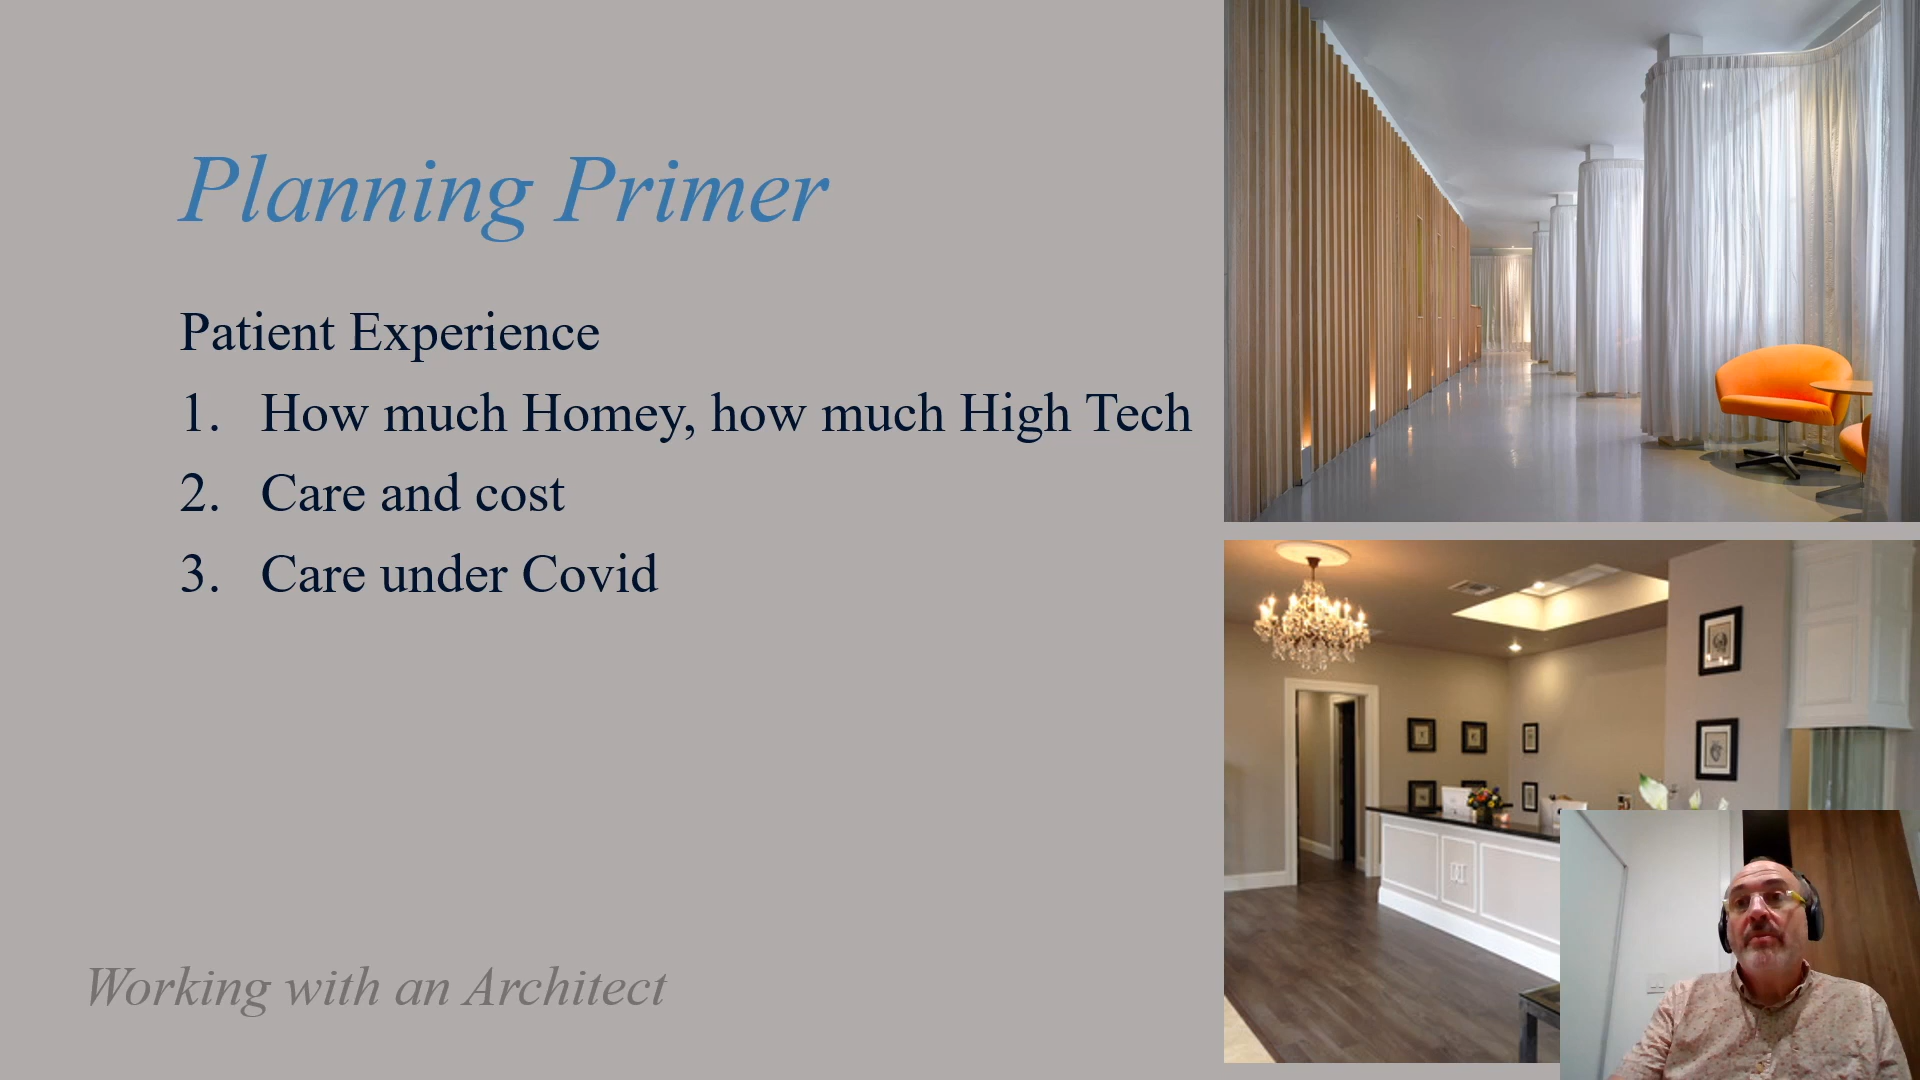 Planning Primer
Patient Experience
1. How much Homey, how much High Tech
2. Care and cost
3. Care under Covid
Working with an Architect